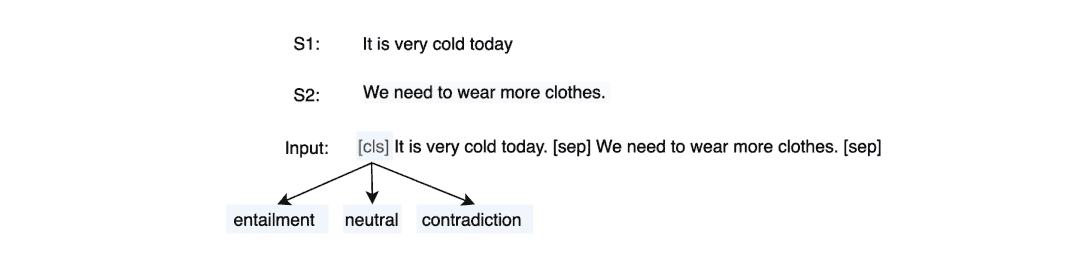 S1: It is very cold today
S2: We need to wear more clothes.
Input: [cls] It is very cold today. [sep] We need to wear more clothes. [sep]
entailment neutral contradiction